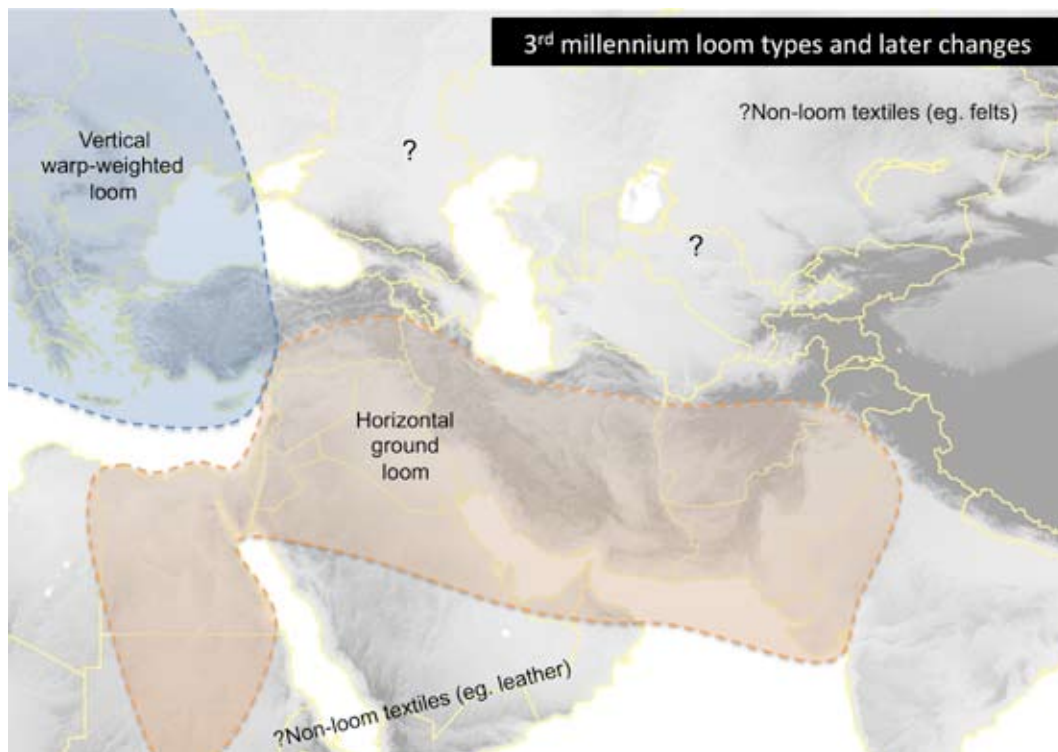 3rd millennium loom types and later changes
?Non-loom textiles (eg. felts)
Vertical
warp-weighted
loom
?
?
Horizontal
ground
loom
?Non-loom textiles (eg. leather)